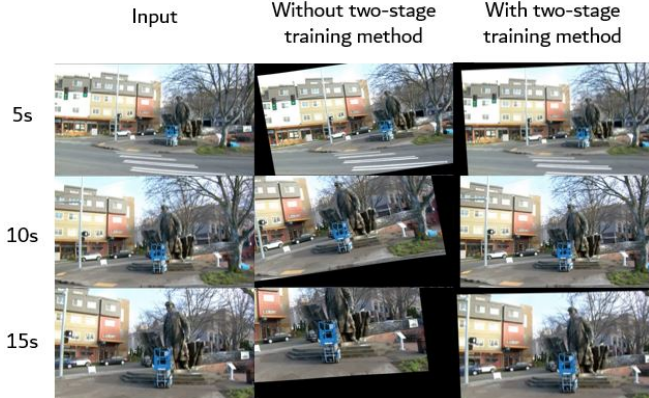 Input
Without two-stage
training method
With two-stage
training method
5s
10s
15s